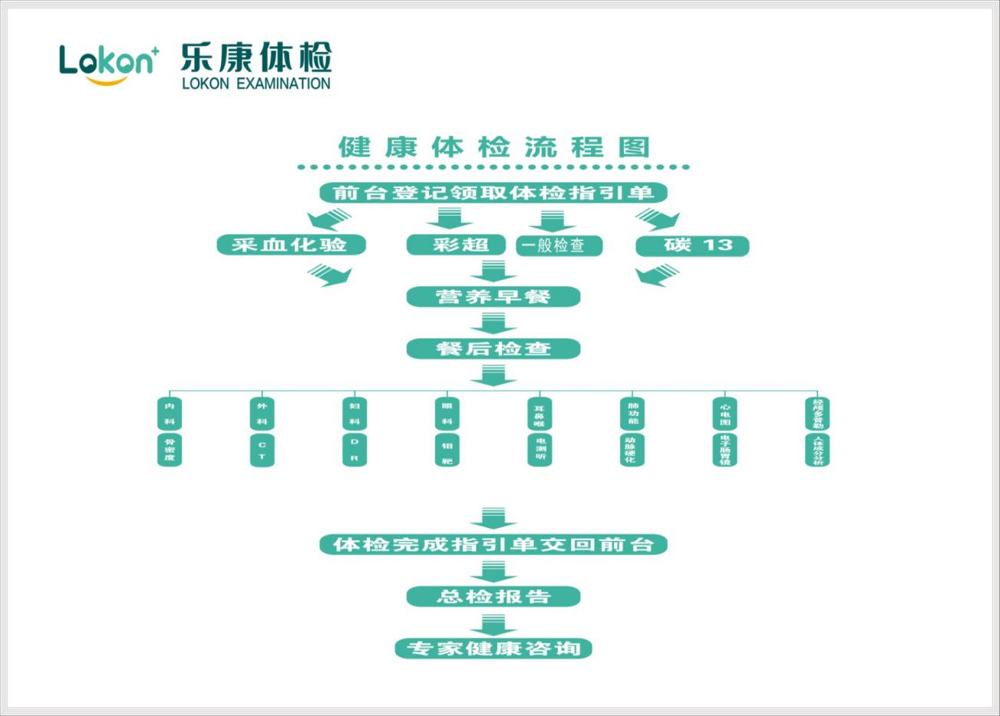 Lokon+ 乐康体检
LOKON EXAMINATION
健康体检流程图
前台登记领取体检指引单
采血化验 彩超 一般检查 碳 13
营养早餐
餐后检查
内科 外科 妇科 眼科 耳鼻喉 肺功能 心电图 经颅多普勒
骨密度 CT DR 钼靶 电测听 动脉硬化 电子肠胃镜 人体成分分析
体检完成指引单交回前台
总检报告
专家健康咨询